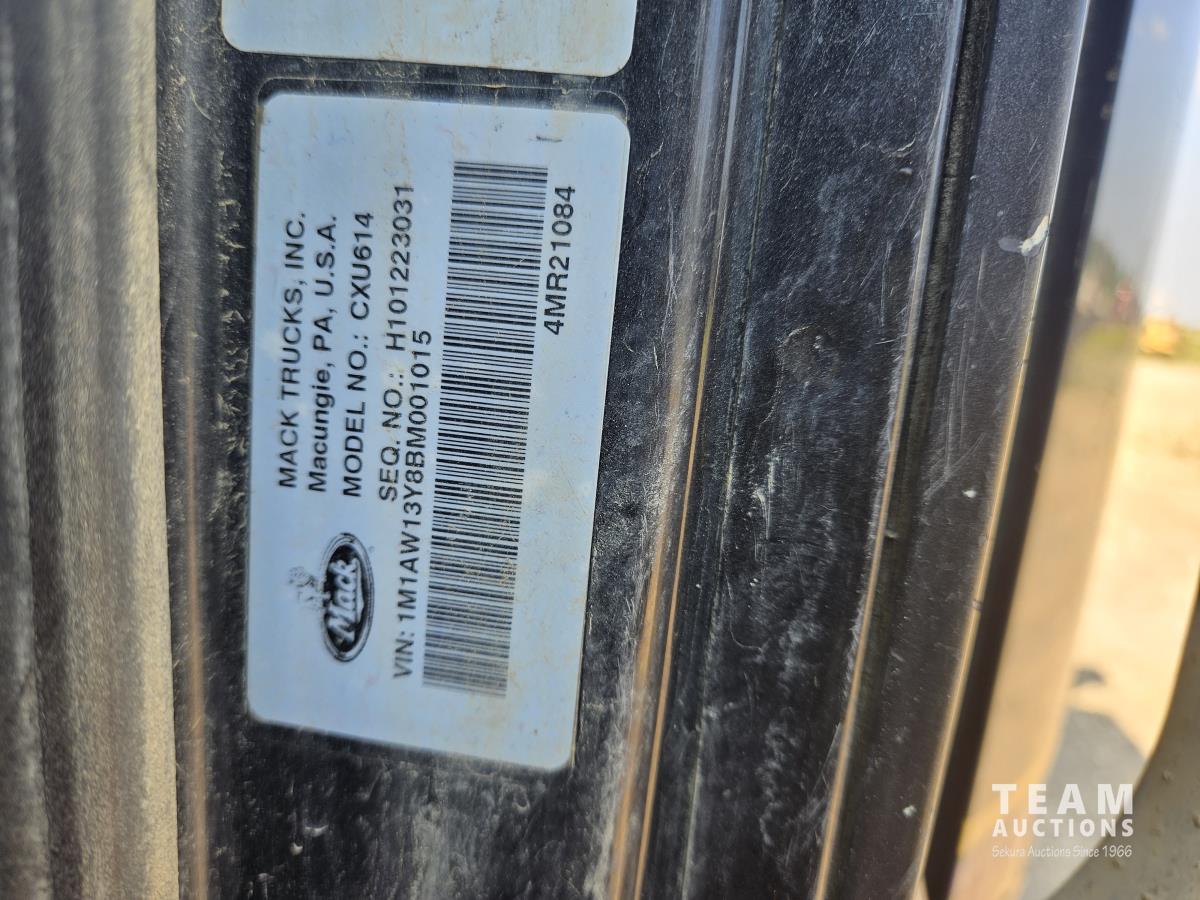 MACK TRUCKS, INC.
Macungie, PA, U.S.A.
MODEL NO.: CXU614
SEQ. NO.: H101223031
Mack
VIN: 1M1AW13Y8BM001015
4MR21084
TEAM
AUCTIONS
Sekura Auctions Since 1966